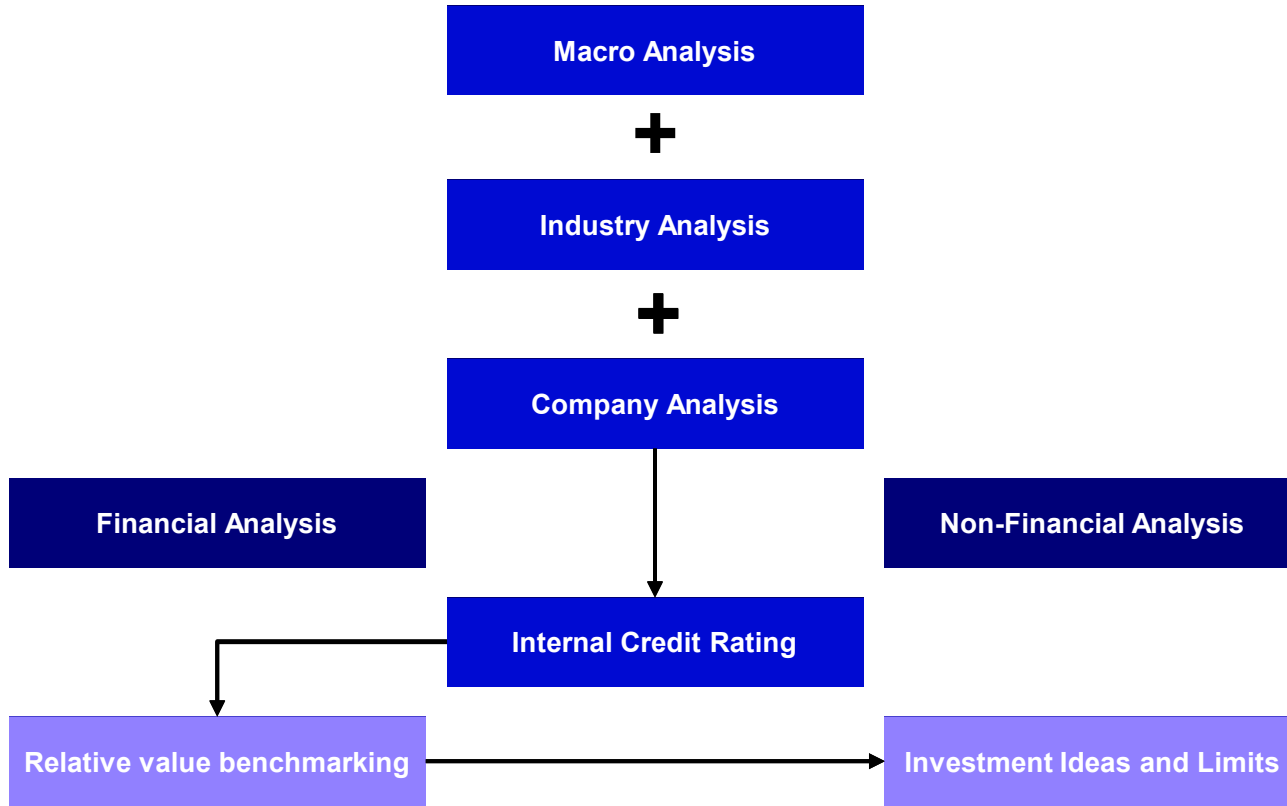 Macro Analysis
+
Industry Analysis
+
Company Analysis
Financial Analysis
Non-Financial Analysis
Internal Credit Rating
Relative value benchmarking
Investment Ideas and Limits